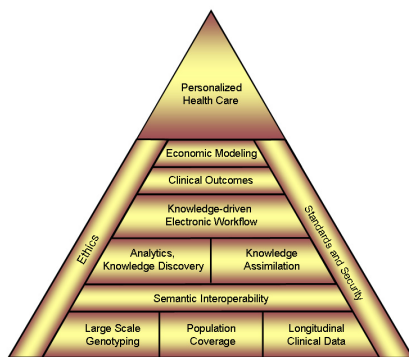 Personalized
Health Care
Economic Modeling
Clinical Outcomes
Knowledge-driven
Electronic Workflow
Ethics
Standards and Security
Analytics,
Knowledge Discovery
Knowledge
Assimilation
Semantic Interoperability
Large Scale
Genotyping
Population
Coverage
Longitudinal
Clinical Data